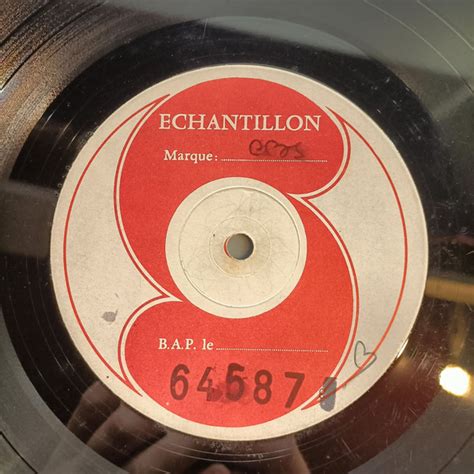 ECHANTILLON
Marque:
B.A.P. le
64587